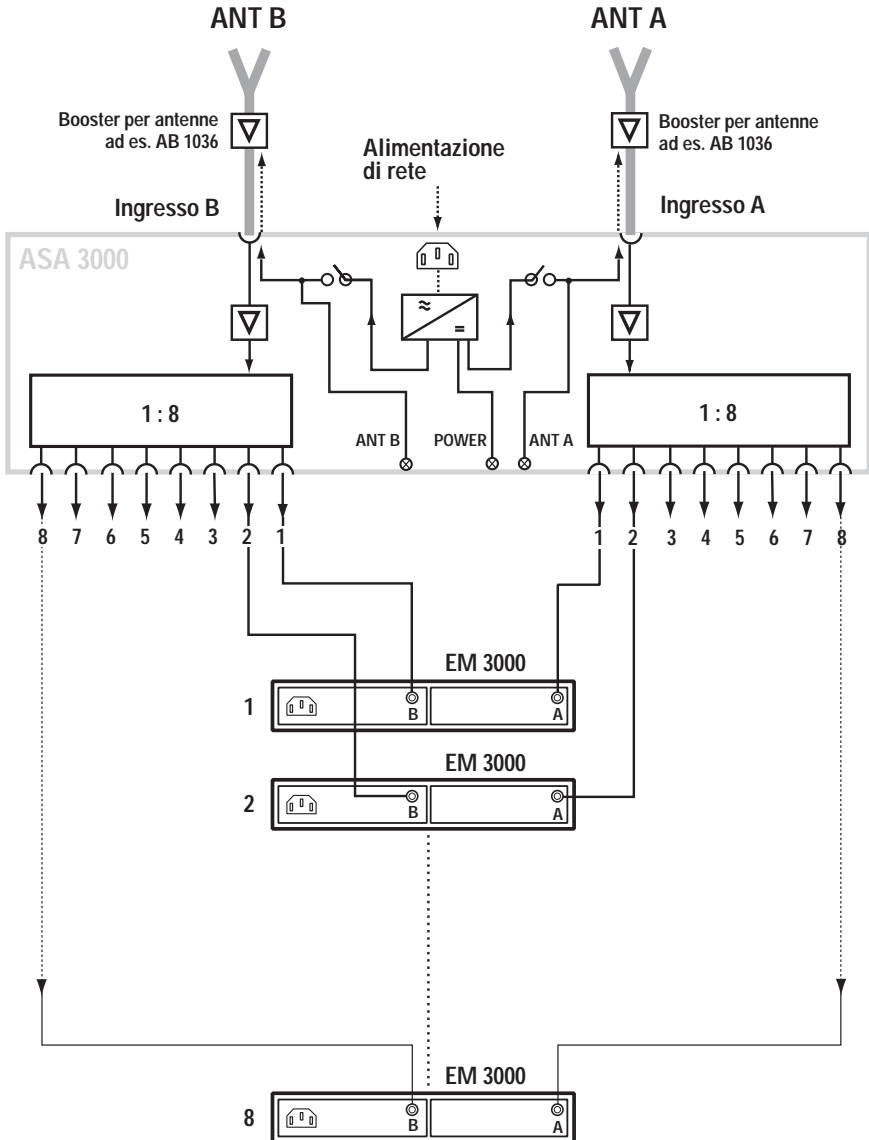 ANT B
ANT A
Booster per antenne
ad es. AB 1036
Booster per antenne
ad es. AB 1036
Alimentazione
di rete
Ingresso B
Ingresso A
ASA 3000
≂
=
1 : 8
1 : 8
ANT B
POWER
ANT A
8 7 6 5 4 3 2 1
1 2 3 4 5 6 7 8
EM 3000
1
B
A
EM 3000
2
B
A
EM 3000
8
B
A